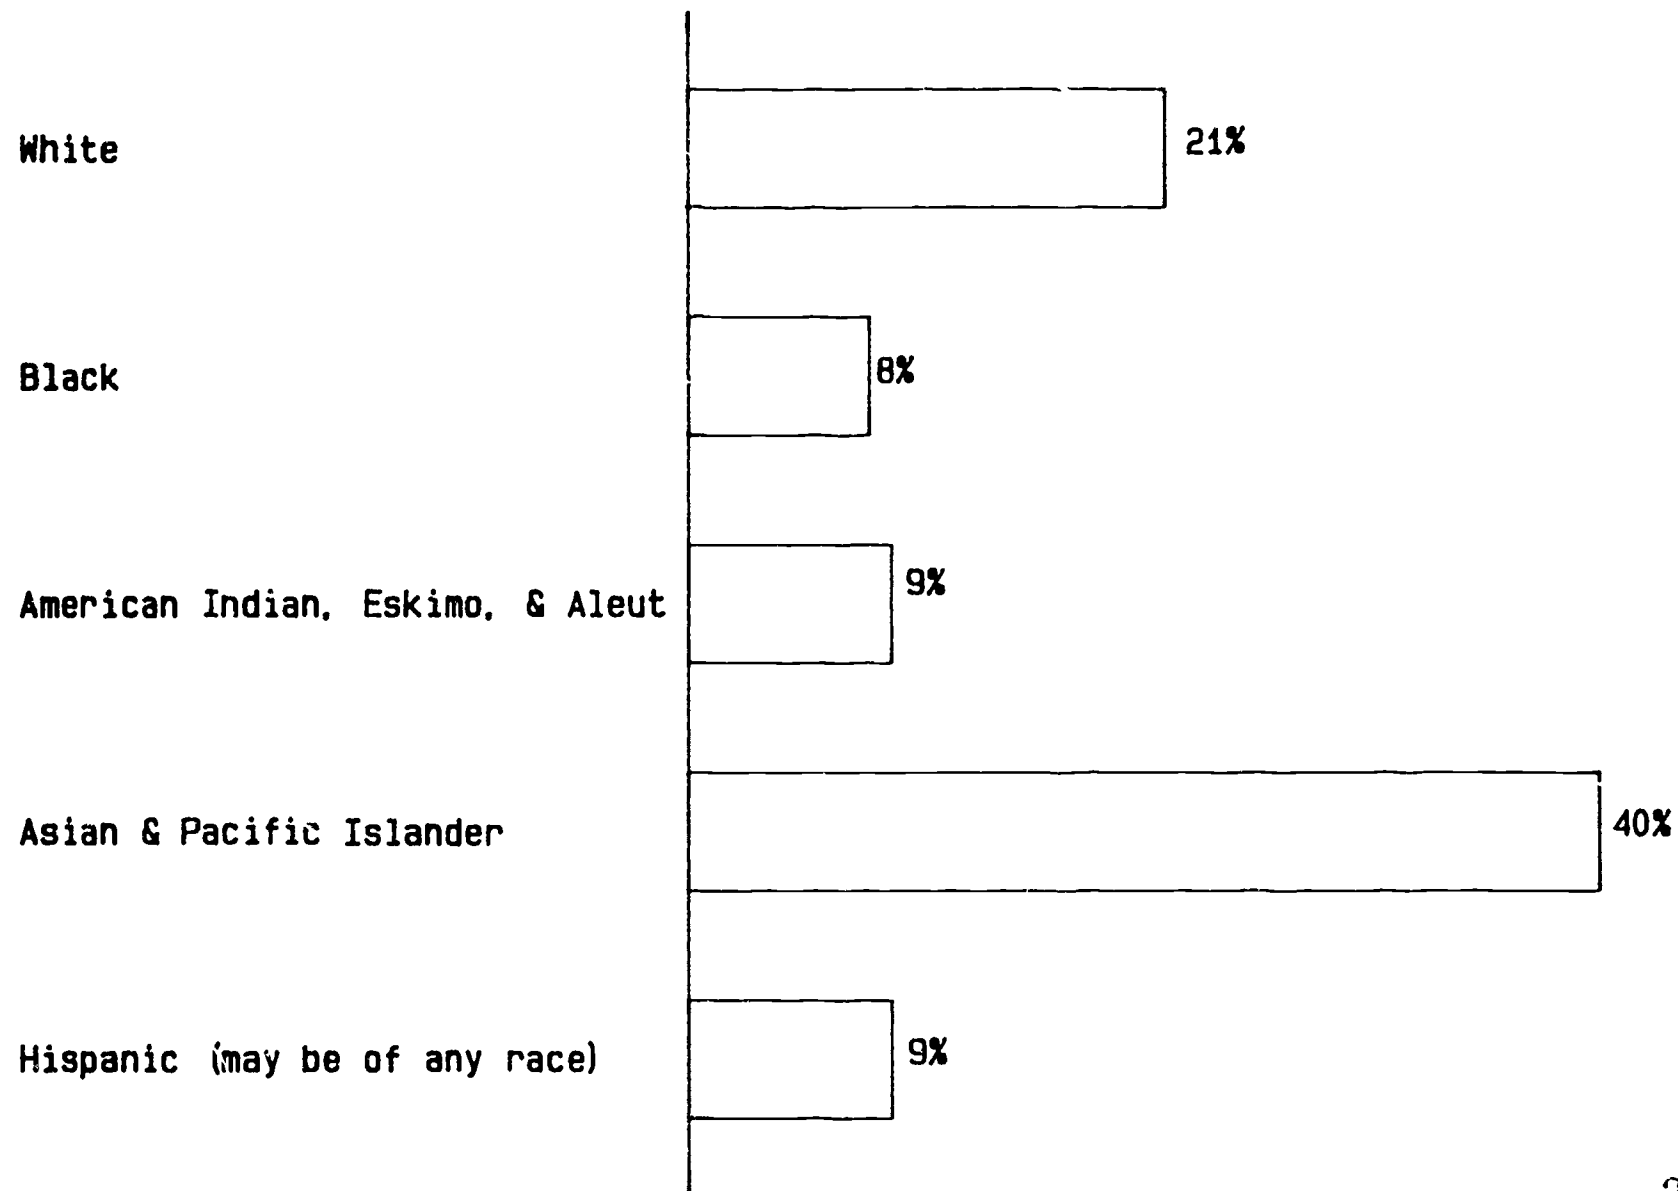 White 21%
Black 8%
American Indian, Eskimo, & Aleut 9%
Asian & Pacific Islander 40%
Hispanic (may be of any race) 9%